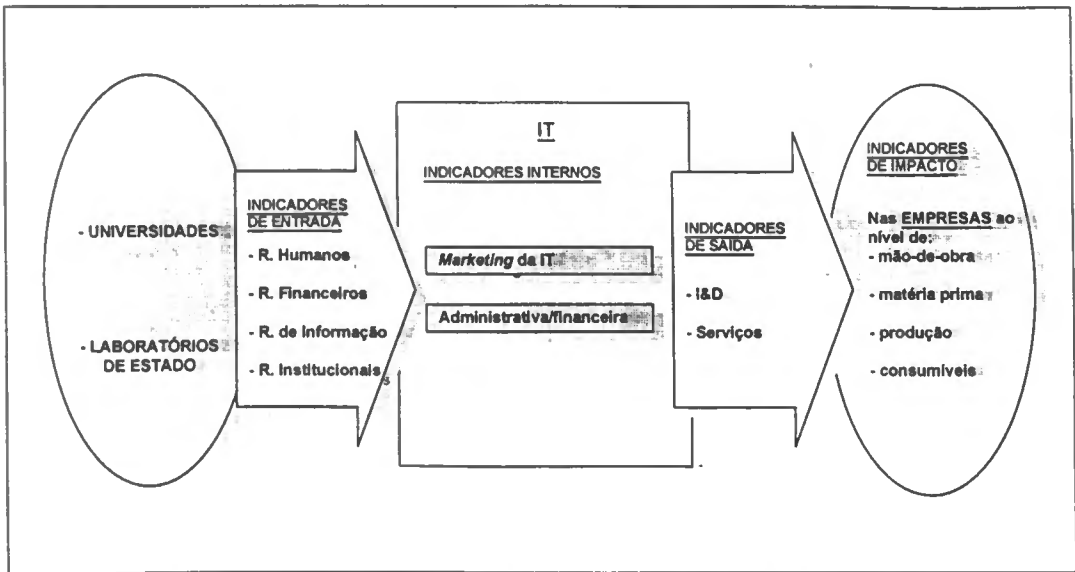 - UNIVERSIDADES
- LABORATÓRIOS
DE ESTADO
INDICADORES
DE ENTRADA
- R. Humanos
- R. Financeiros
- R. de Informação
- R. Institucionais
IT
INDICADORES INTERNOS
Marketing da IT
Administrativa/financeira
INDICADORES
DE SAÍDA
- I&D
- Serviços
INDICADORES
DE IMPACTO
Nas EMPRESAS ao
nível de:
- mão-de-obra
- matéria prima
- produção
- consumíveis